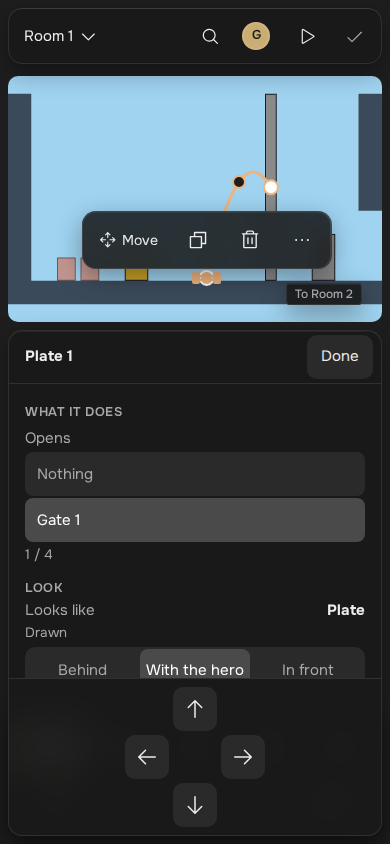 Room 1
G
Move
To Room 2
Plate 1
Done
WHAT IT DOES
Opens
Nothing
Gate 1
1 / 4
LOOK
Looks like
Plate
Drawn
Behind
With the hero
In front